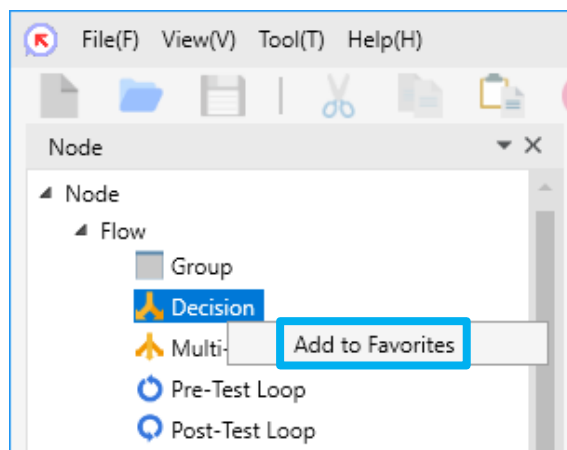 File(F) View(V) Tool(T) Help(H)
Node
Node
Flow
Group
Decision
Multi-
Add to Favorites
Pre-Test Loop
Post-Test Loop